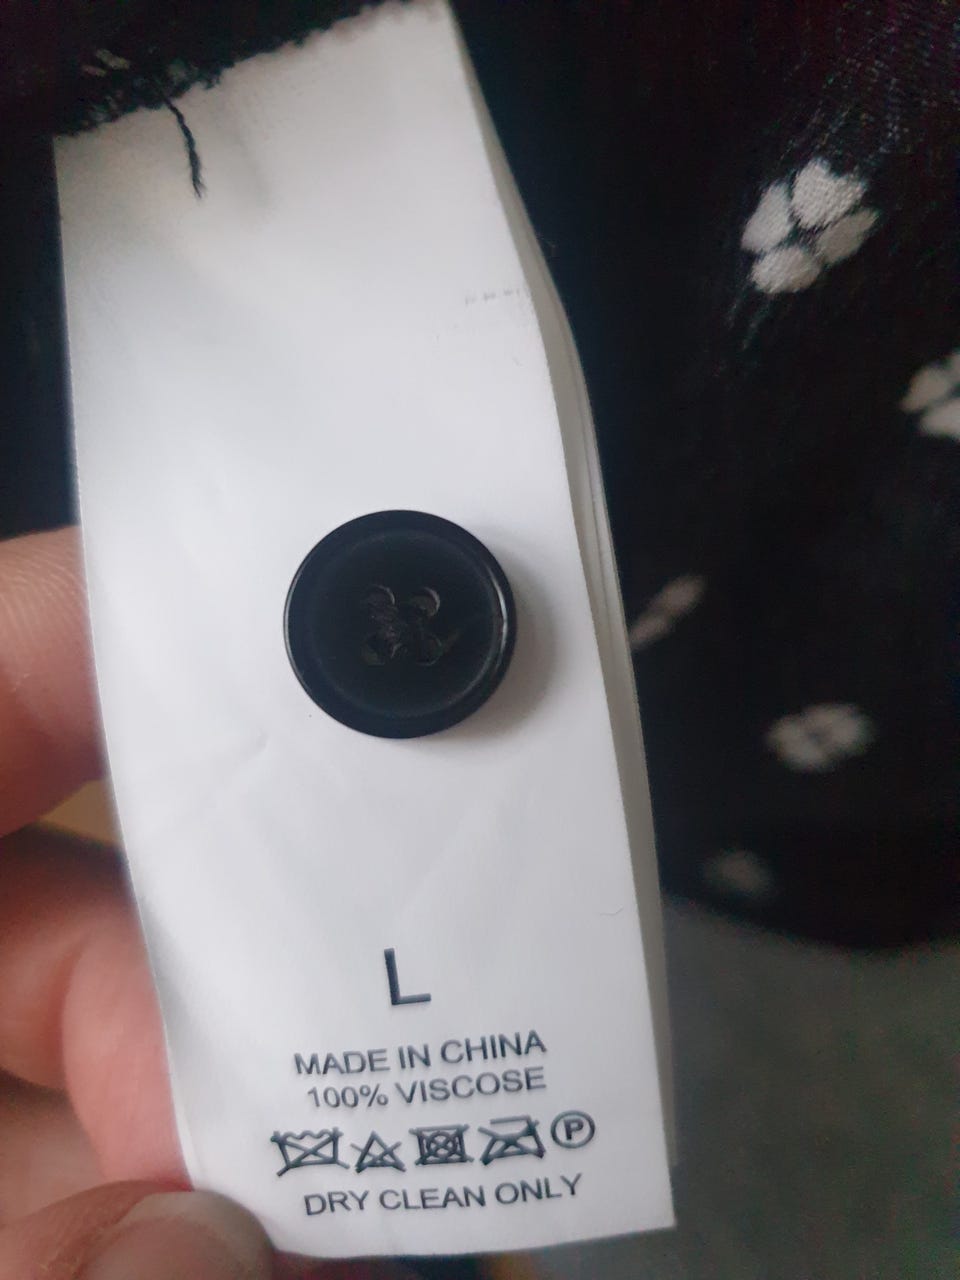 L
MADE IN CHINA
100% VISCOSE
P
DRY CLEAN ONLY